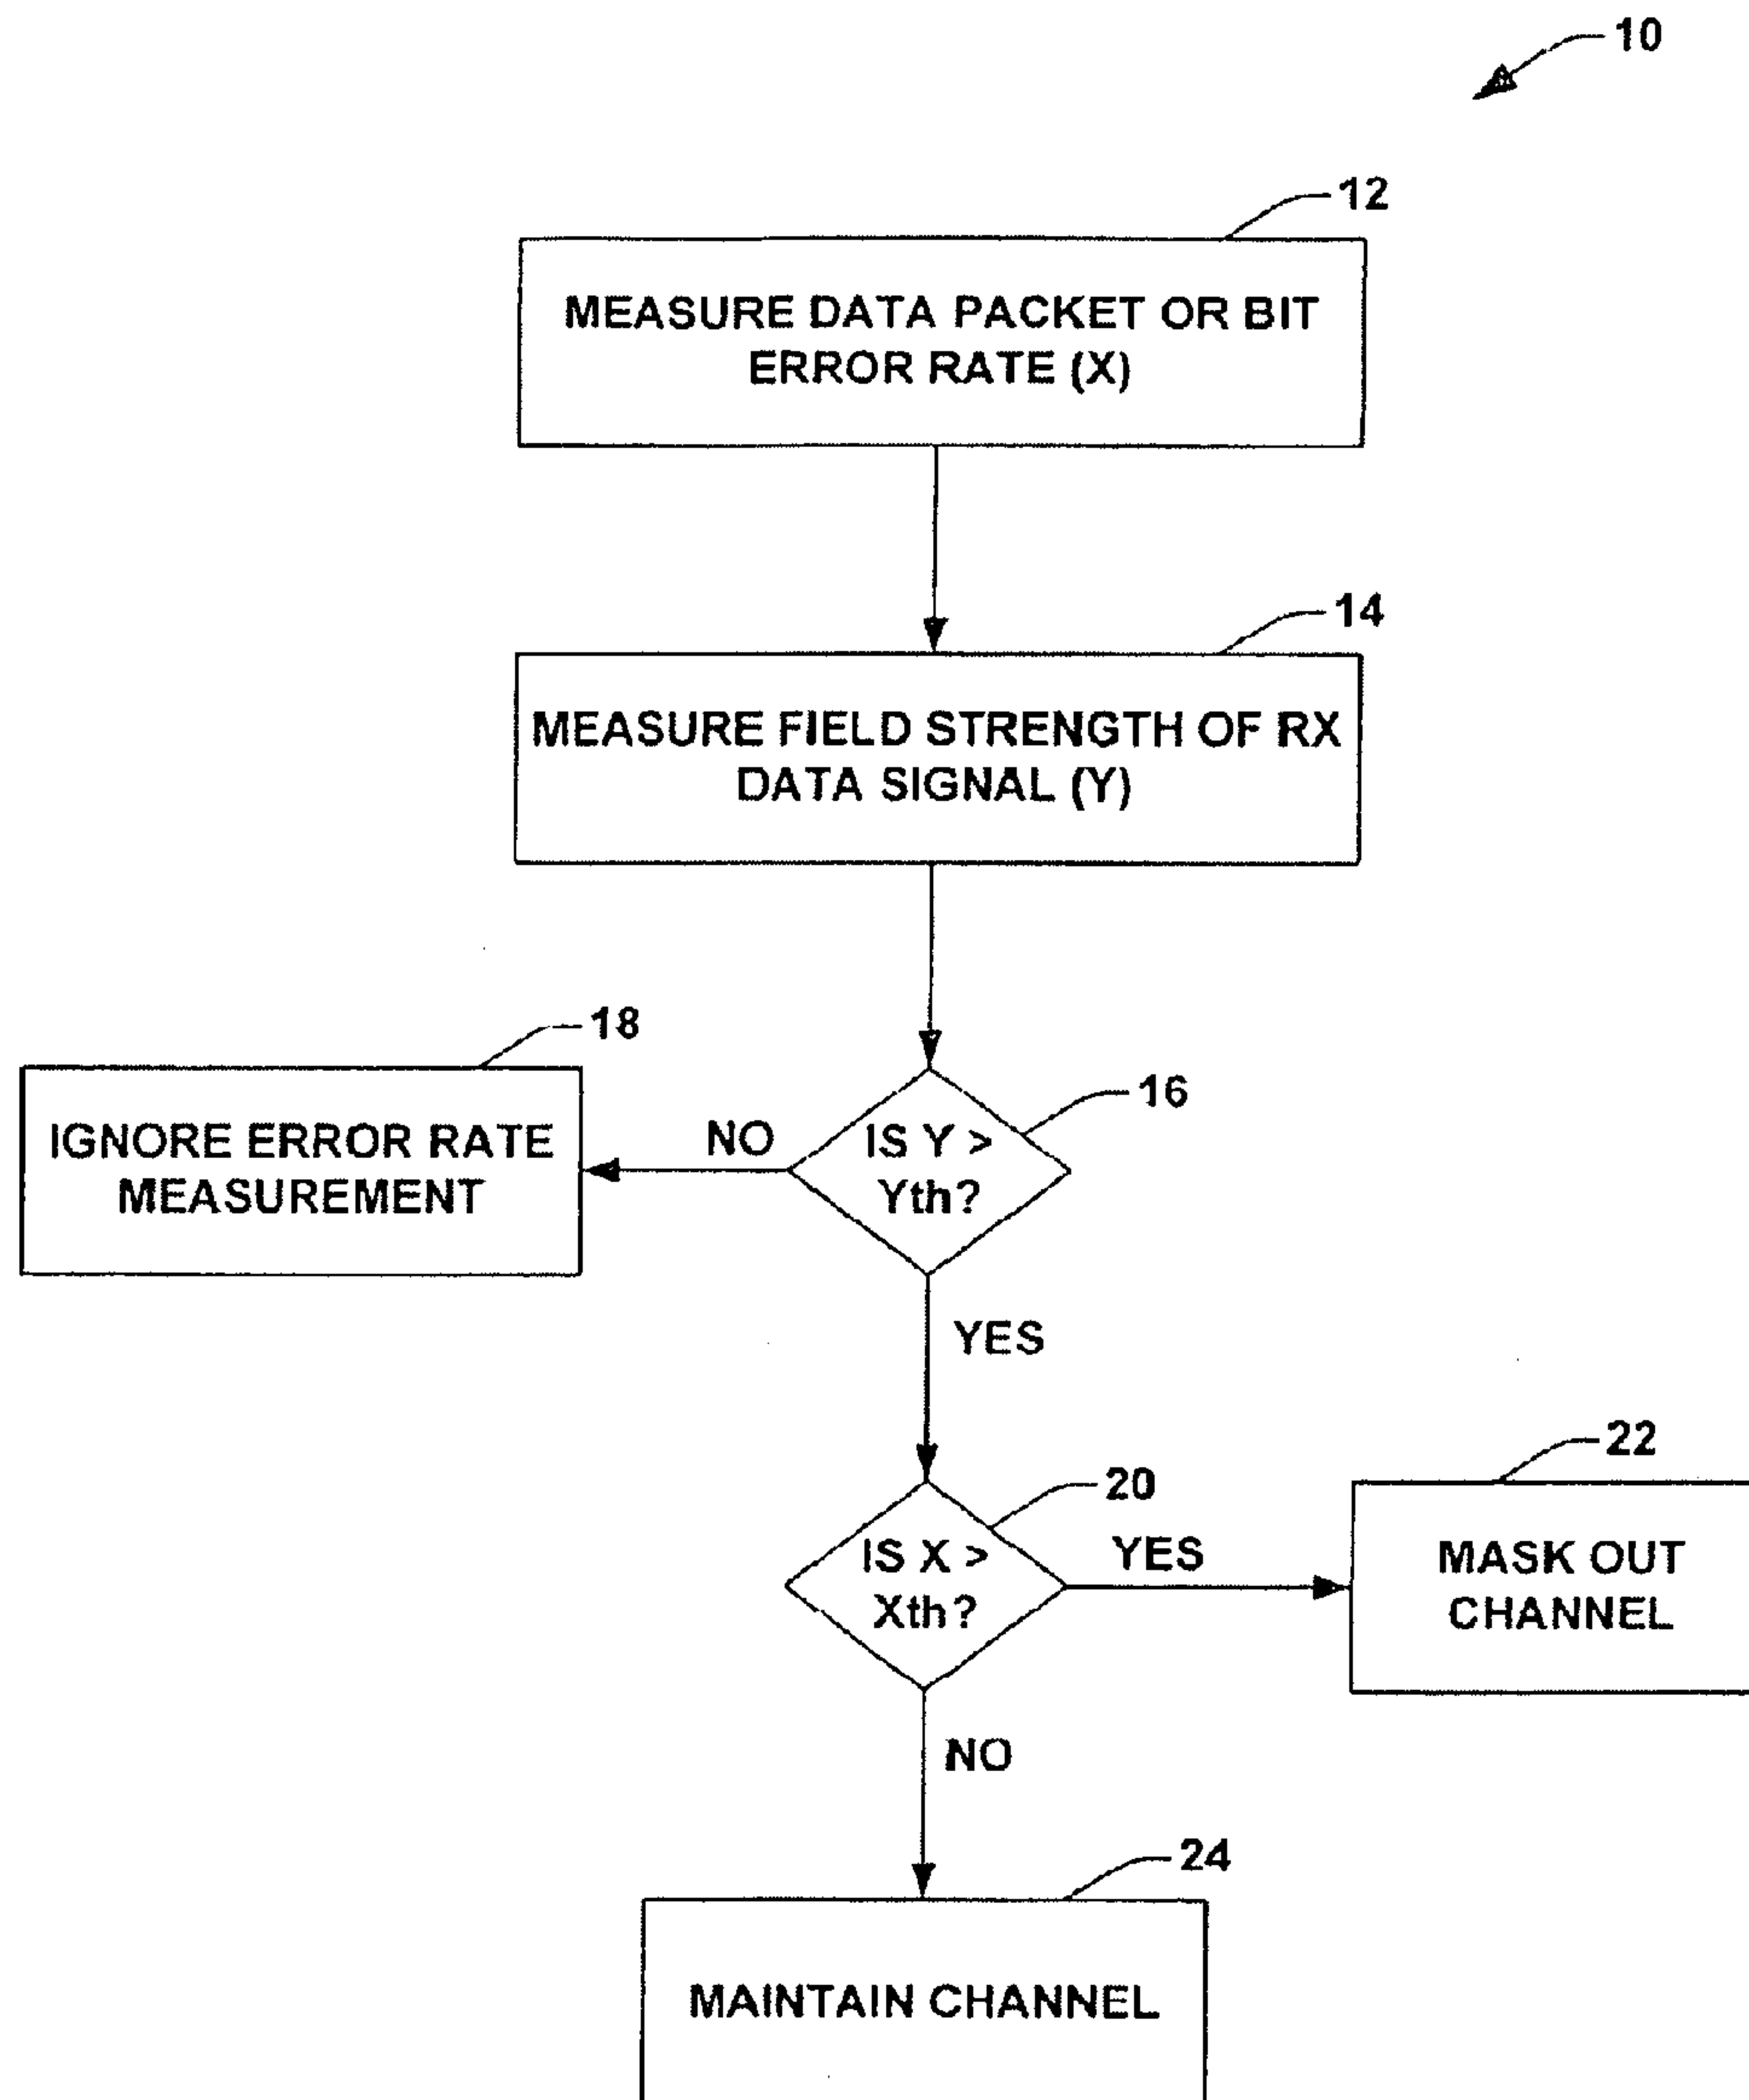 10
12
MEASURE DATA PACKET OR BIT
ERROR RATE (X)
14
MEASURE FIELD STRENGTH OF RX
DATA SIGNAL (Y)
18
IGNORE ERROR RATE
MEASUREMENT
16
NO
IS Y >
Yth?
YES
22
20
IS X >
Xth?
YES
MASK OUT
CHANNEL
NO
24
MAINTAIN CHANNEL